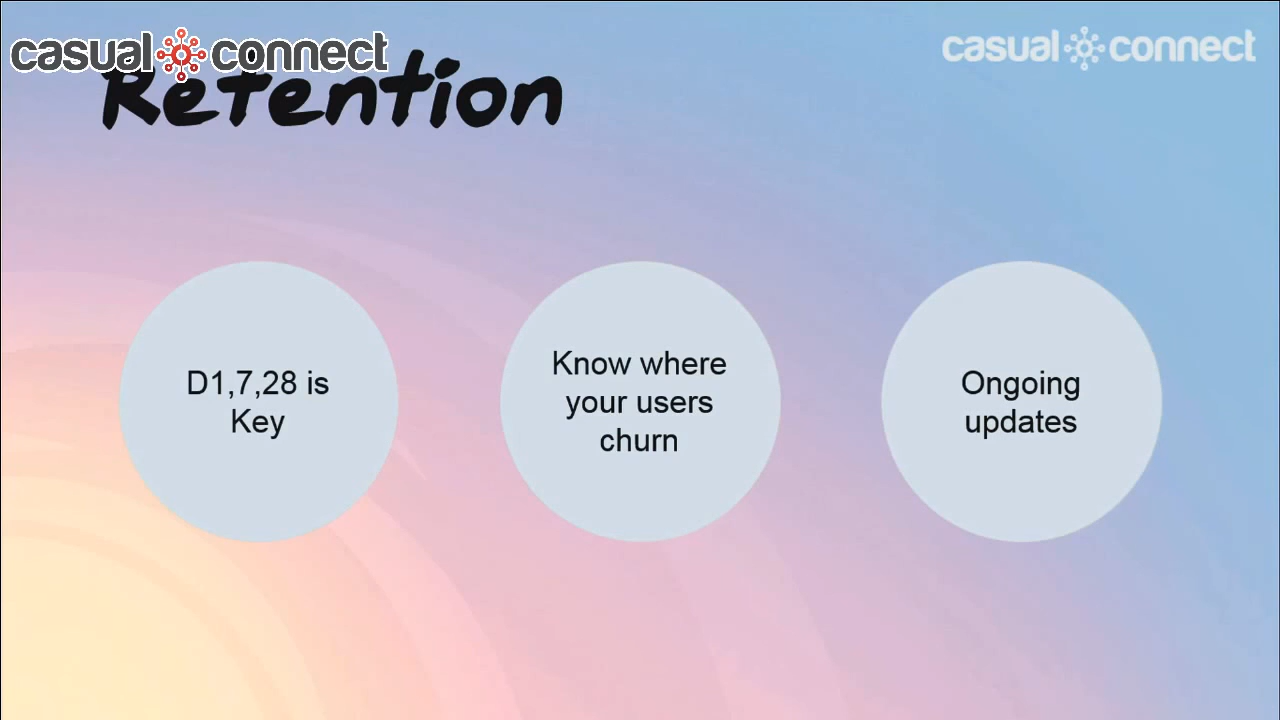 casual connect
casual connect
Retention
D1,7,28 is
Key
Know where
your users
churn
Ongoing
updates